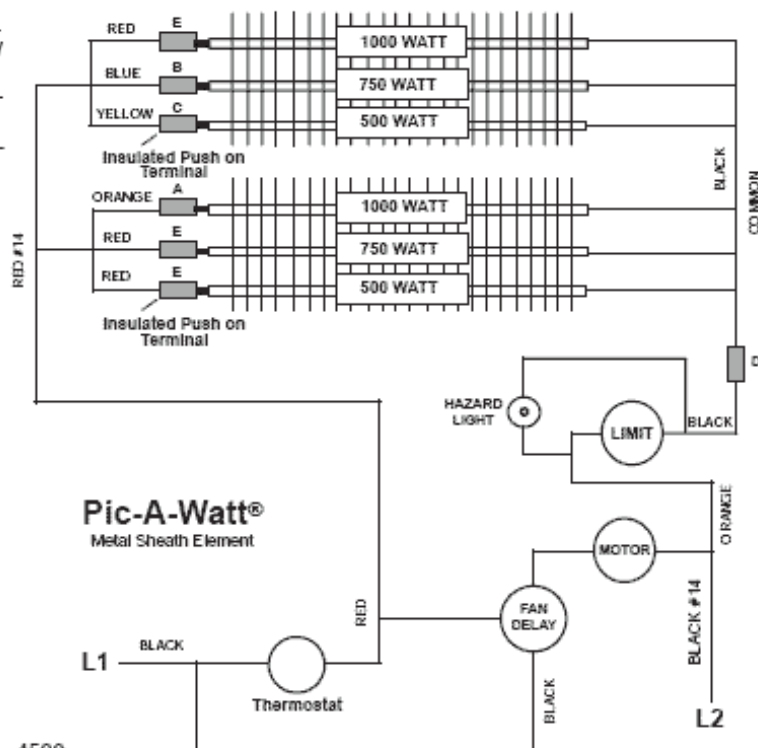 RED
E
1000 WATT
BLUE
B
750 WATT
YELLOW
C
500 WATT
Insulated Push on
Terminal
BLACK
COMMON
ORANGE
A
1000 WATT
RED
E
750 WATT
RED
E
500 WATT
RED #14
Insulated Push on
Terminal
HAZARD
LIGHT
LIMIT
BLACK
Pic-A-Watt®
Metal Sheath Element
ORANGE
MOTOR
RED
FAN
DELAY
BLACK #14
L1
BLACK
Thermostat
BLACK
L2